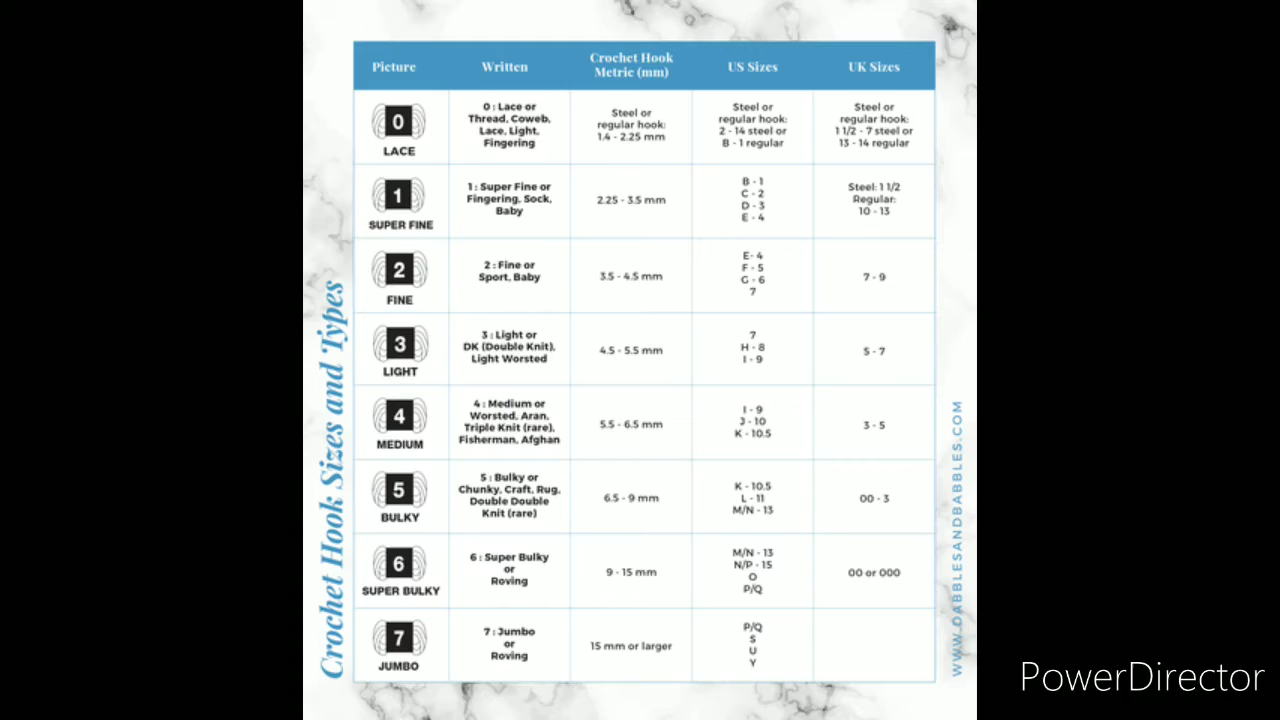 Crochet Hook Sizes and Types
Picture
Written
Crochet Hook
Metric (mm)
US Sizes
UK Sizes
0
LACE
0 : Lace or
Thread, Coweb,
Lace, Light,
Fingering
Steel or
regular hook:
1.4 - 2.25 mm
Steel or
regular hook:
2 - 14 steel or
B - 1 regular
Steel or
regular hook:
1 1/2 - 7 steel or
13 - 14 regular
1
SUPER FINE
1 : Super Fine or
Fingering, Sock,
Baby
2.25 - 3.5 mm
B - 1
C - 2
D - 3
E - 4
Steel: 1 1/2
Regular:
10 - 13
2
FINE
2 : Fine or
Sport, Baby
3.5 - 4.5 mm
E- 4
F - 5
G - 6
7
7 - 9
3
LIGHT
3 : Light or
DK (Double Knit),
Light Worsted
4.5 - 5.5 mm
7
H - 8
I - 9
5 - 7
4
MEDIUM
4 : Medium or
Worsted, Aran,
Triple Knit (rare),
Fisherman, Afghan
5.5 - 6.5 mm
I - 9
J - 10
K - 10.5
3 - 5
5
BULKY
5 : Bulky or
Chunky, Craft, Rug,
Double Double
Knit (rare)
6.5 - 9 mm
K - 10.5
L - 11
M/N - 13
00 - 3
6
SUPER BULKY
6 : Super Bulky
or
Roving
9 - 15 mm
M/N - 13
N/P - 15
O
P/Q
00 or 000
7
JUMBO
7 : Jumbo
or
Roving
15 mm or larger
P/Q
S
U
Y
WWW.DABBLESANDBABBLES.COM
PowerDirector